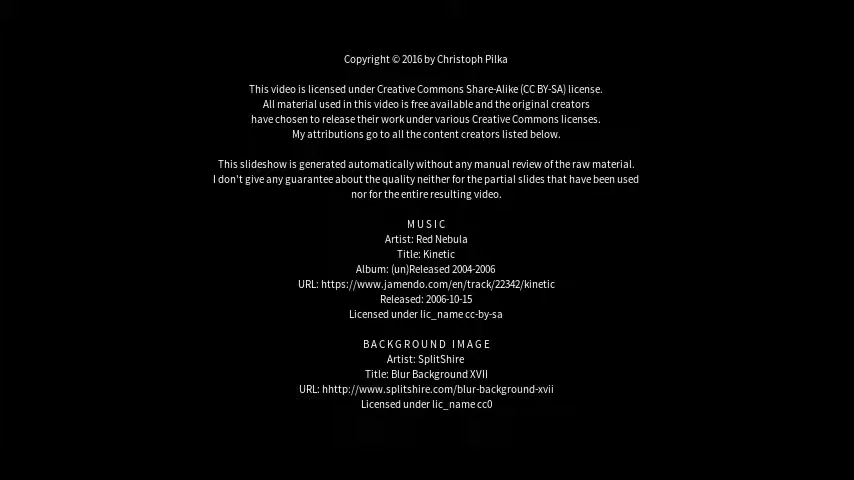 Copyright © 2016 by Christoph Pilka
This video is licensed under Creative Commons Share-Alike (CC BY-SA) license.
All material used in this video is free available and the original creators
have chosen to release their work under various Creative Commons licenses.
My attributions go to all the content creators listed below.
This slideshow is generated automatically without any manual review of the raw material.
I don't give any guarantee about the quality neither for the partial slides that have been used
nor for the entire resulting video.
MUSIC
Artist: Red Nebula
Title: Kinetic
Album: (un)Released 2004-2006
URL: https://www.jamendo.com/en/track/22342/kinetic
Released: 2006-10-15
Licensed under lic_name cc-by-sa
BACKGROUND IMAGE
Artist: SplitShire
Title: Blur Background XVII
URL: hhttp://www.splitshire.com/blur-background-xvii
Licensed under lic_name cc0